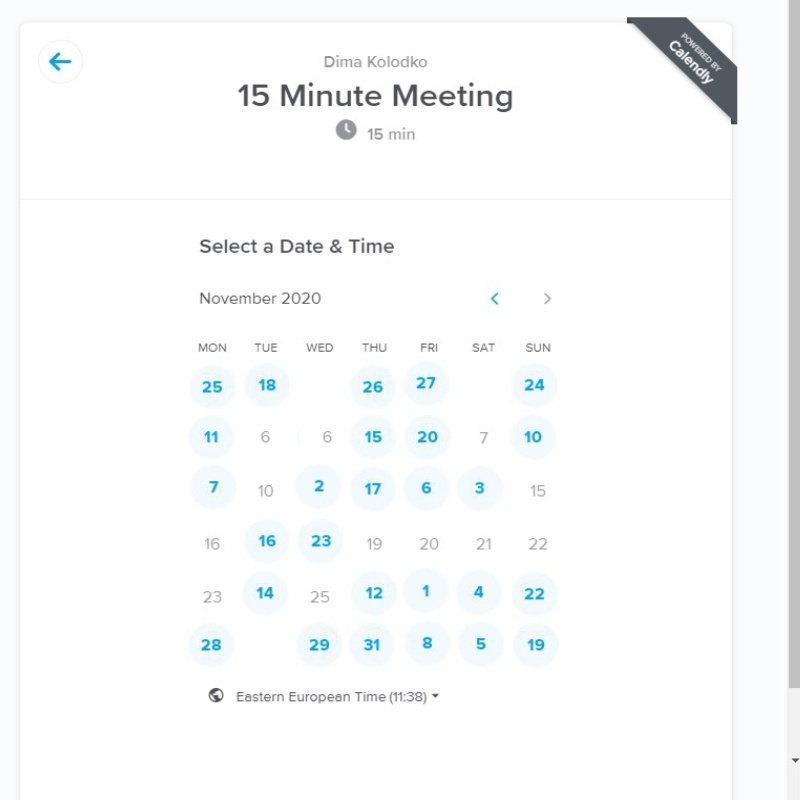 POWERED BY
Calendly
Dima Kolodko
15 Minute Meeting
15 min
Select a Date & Time
November 2020
MON TUE WED THU FRI SAT SUN
25 18 26 27 24
11 6 6 15 20 7 10
7 10 2 17 6 3 15
16 16 23 19 20 21 22
23 14 25 12 1 4 22
28 29 31 8 5 19
Eastern European Time (11:38)